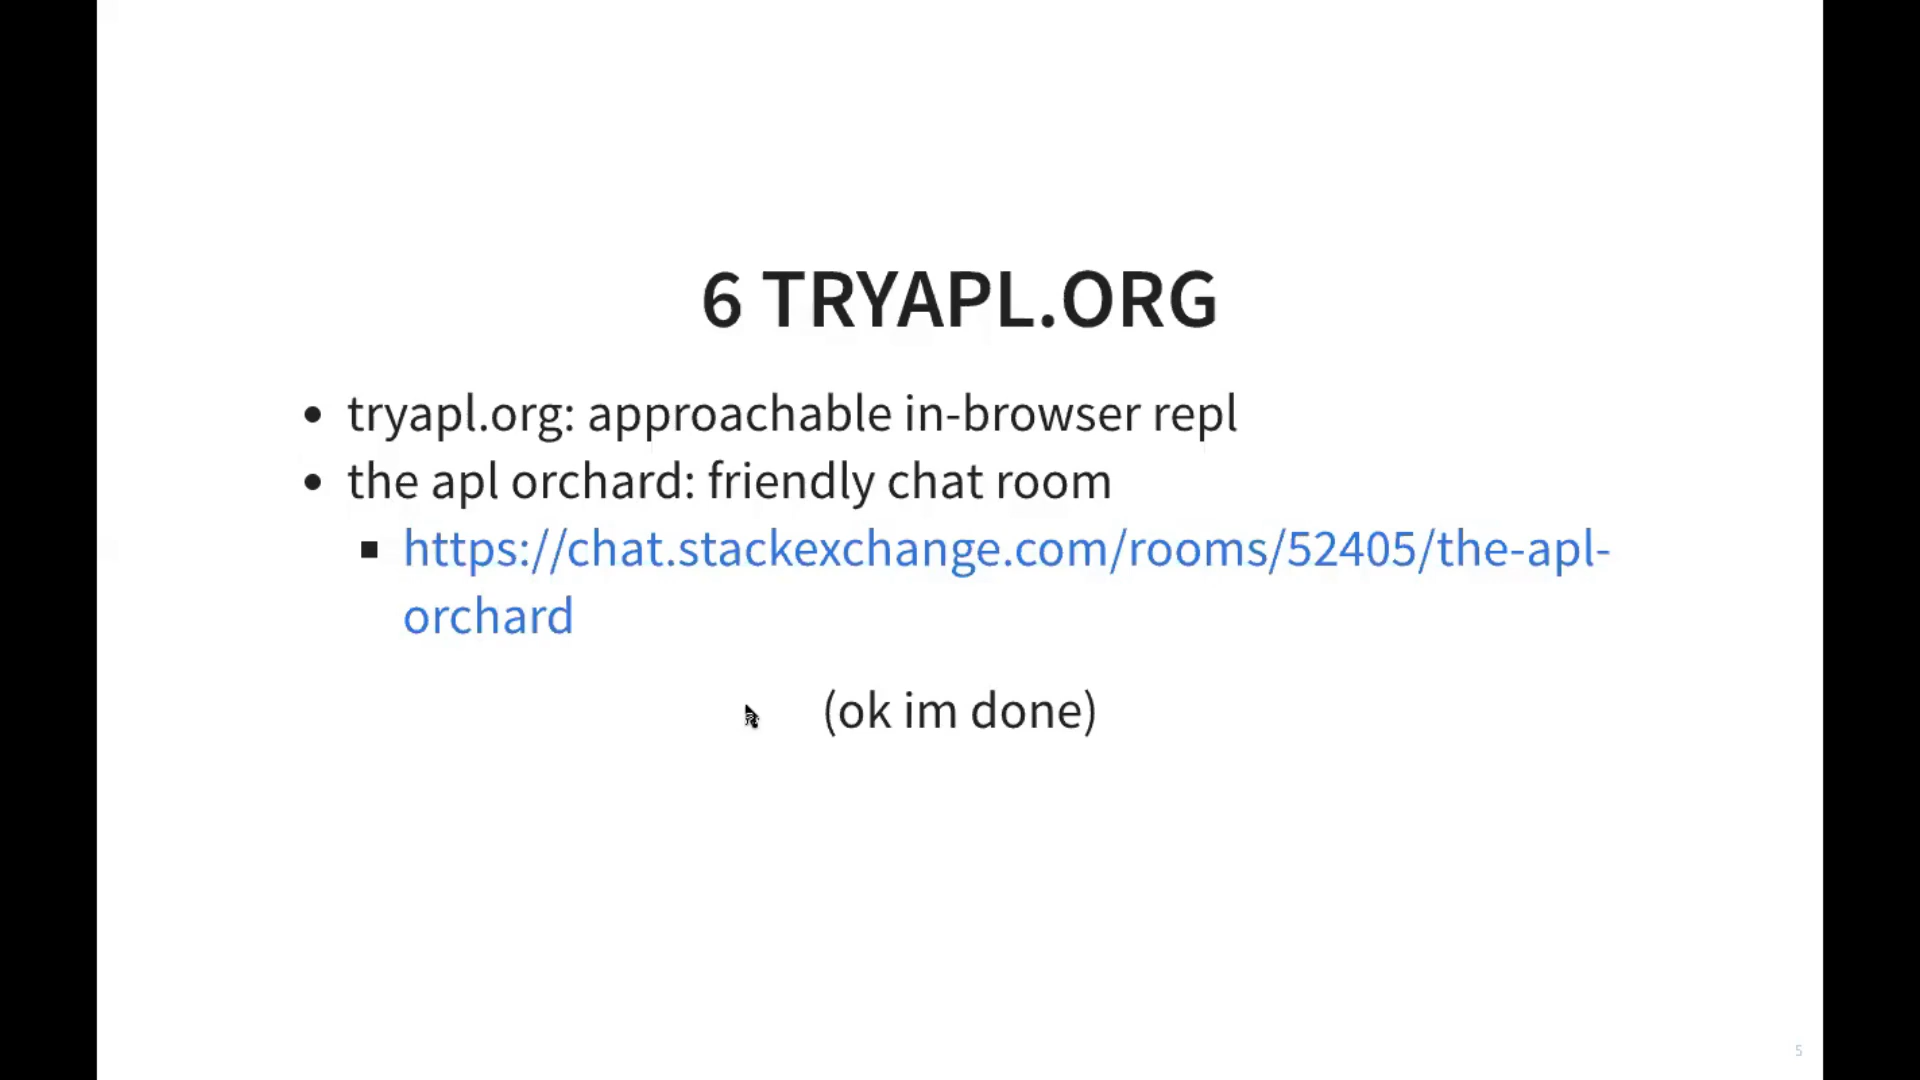 6 TRYAPL.ORG
tryapl.org: approachable in-browser repl
the apl orchard: friendly chat room
https://chat.stackexchange.com/rooms/52405/the-apl-
orchard
(ok im done)
5